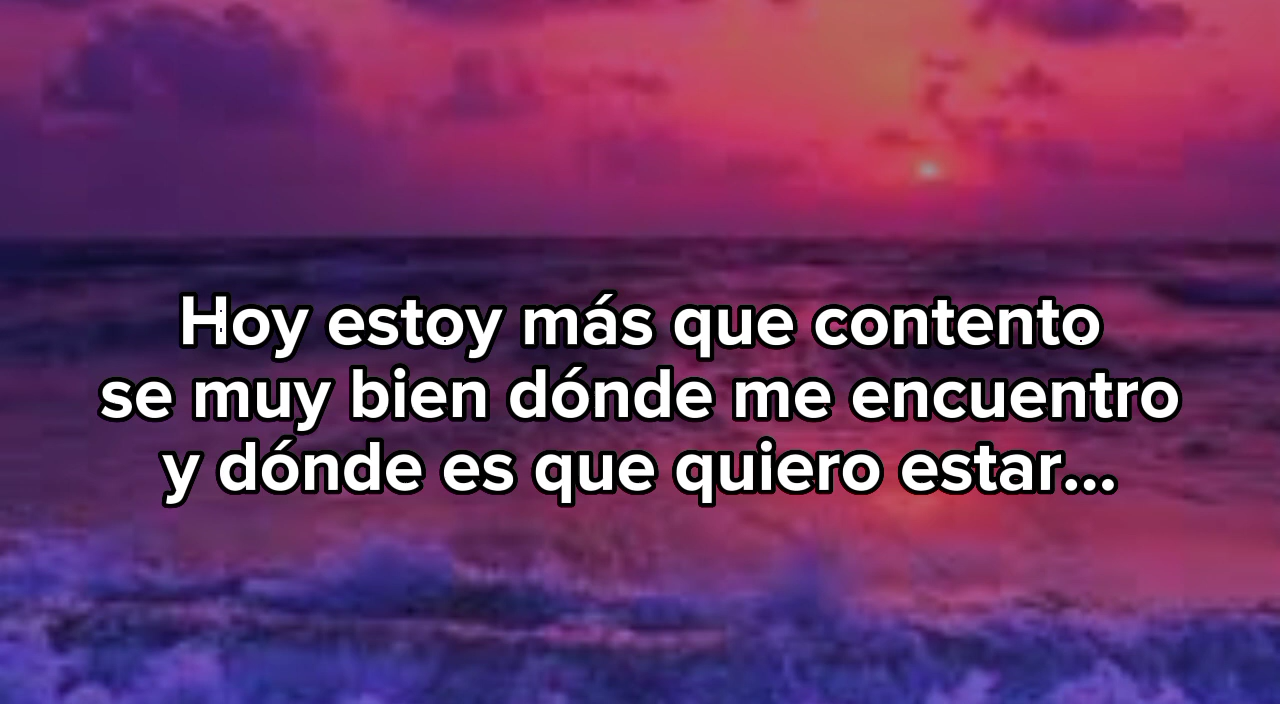 Hoy estoy más que contento
se muy bien dónde me encuentro
y dónde es que quiero estar...